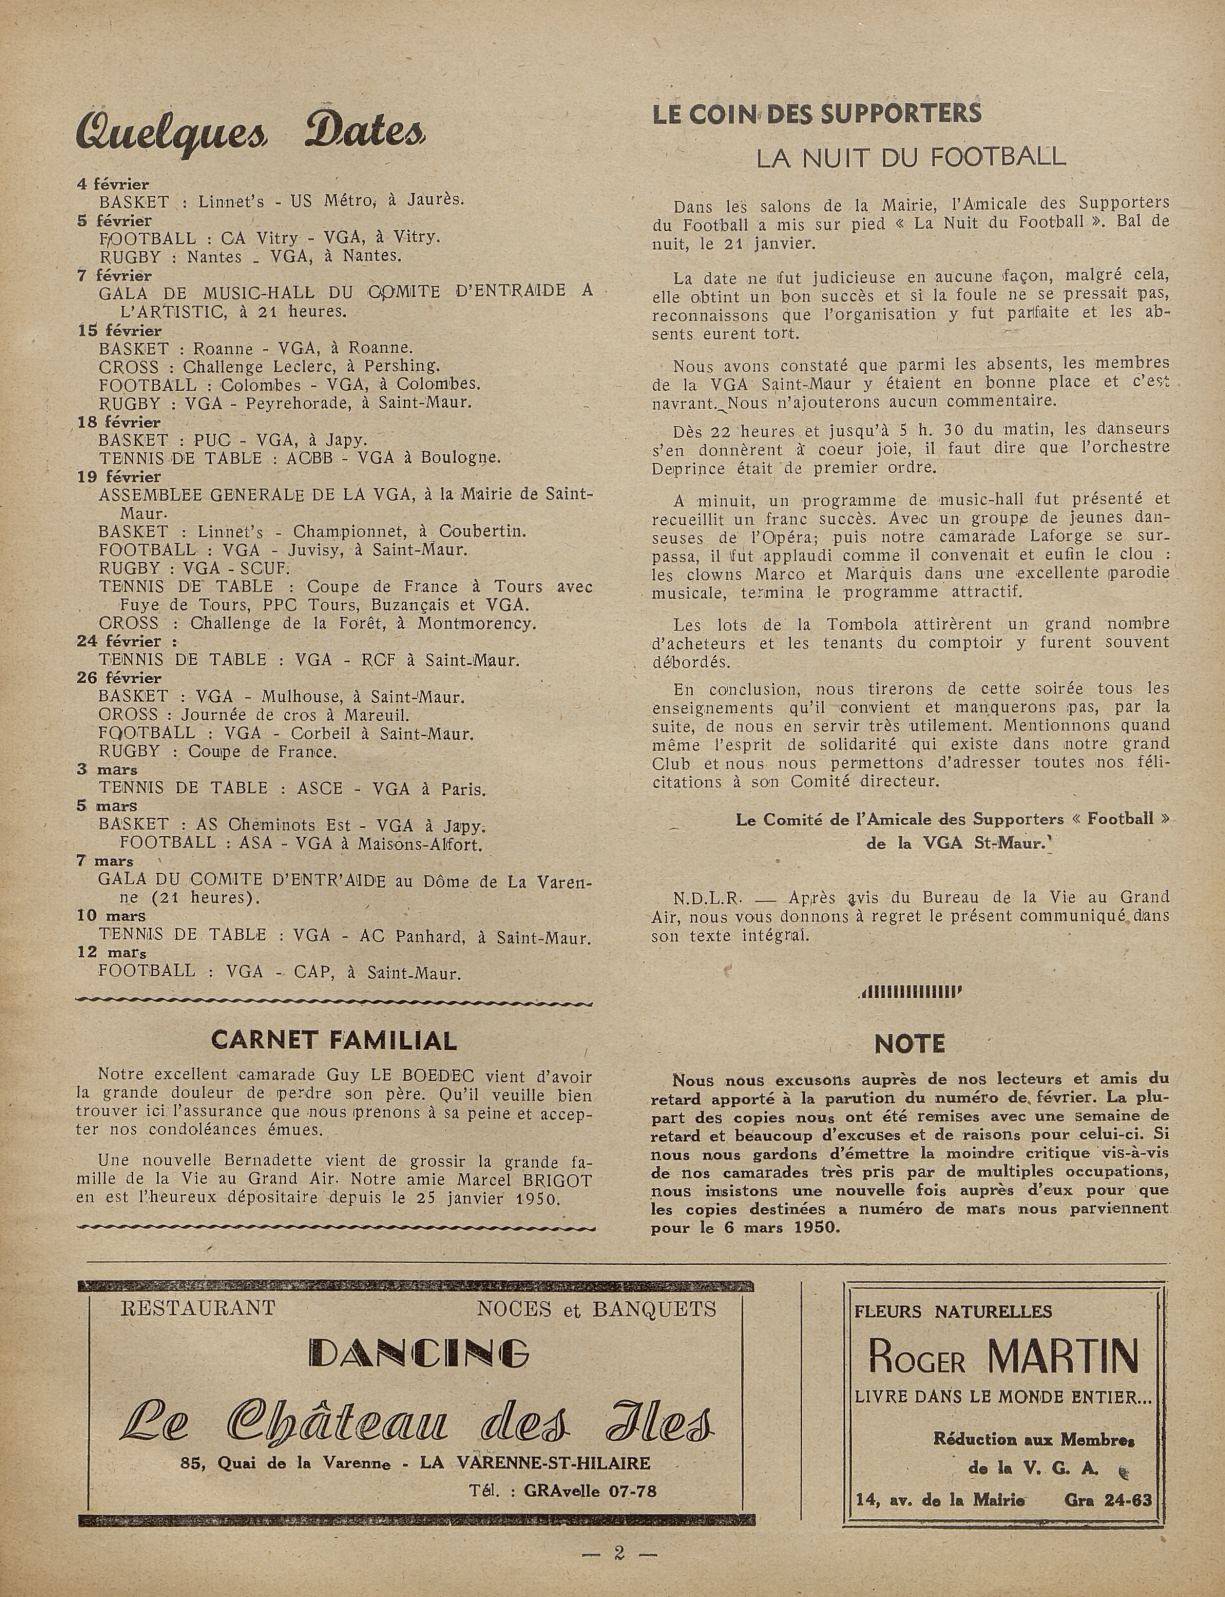 Quelques Dates
4 février
BASKET : Linnet's - US Métro, à Jaurès.
5 février
FOOTBALL : CA Vitry - VGA, à Vitry.
RUGBY : Nantes - VGA, à Nantes.
7 février
GALA DE MUSIC-HALL DU COMITE D'ENTRAIDE A
L'ARTISTIC, à 21 heures.
15 février
BASKET : Roanne - VGA, à Roanne.
CROSS : Challenge Leclerc, à Pershing.
FOOTBALL : Colombes - VGA, à Colombes.
RUGBY : VGA - Peyrehorade, à Saint-Maur.
18 février
BASKET : PUC - VGA, à Japy.
TENNIS DE TABLE : ACBB - VGA à Boulogne.
19 février
ASSEMBLEE GENERALE DE LA VGA, à la Mairie de Saint-
Maur.
BASKET : Linnet's - Championnet, à Coubertin.
FOOTBALL : VGA - Juvisy, à Saint-Maur.
RUGBY : VGA - SCUF.
TENNIS DE TABLE : Coupe de France à Tours avec
Fuye de Tours, PPC Tours, Buzançais et VGA.
CROSS : Challenge de la Forêt, à Montmorency.
24 février :
TENNIS DE TABLE : VGA - RCF à Saint-Maur.
26 février
BASKET : VGA - Mulhouse, à Saint-Maur.
CROSS : Journée de cros à Mareuil.
FOOTBALL : VGA - Corbeil à Saint-Maur.
RUGBY : Coupe de France.
3 mars
TENNIS DE TABLE : ASCE - VGA à Paris.
5 mars
BASKET : AS Cheminots Est - VGA à Japy.
FOOTBALL : ASA - VGA à Maisons-Alfort.
7 mars
GALA DU COMITE D'ENTR'AIDE au Dôme de La Varen-
ne (21 heures).
10 mars
TENNIS DE TABLE : VGA - AC Panhard, à Saint-Maur.
12 mars
FOOTBALL : VGA - CAP, à Saint-Maur.
CARNET FAMILIAL
Notre excellent camarade Guy LE BOEDEC vient d'avoir
la grande douleur de perdre son père. Qu'il veuille bien
trouver ici l'assurance que nous prenons à sa peine et accep-
ter nos condoléances émues.
Une nouvelle Bernadette vient de grossir la grande fa-
mille de la Vie au Grand Air. Notre amie Marcel BRIGOT
en est l'heureux dépositaire depuis le 25 janvier 1950.
LE COIN DES SUPPORTERS
LA NUIT DU FOOTBALL
Dans les salons de la Mairie, l'Amicale des Supporters
du Football a mis sur pied « La Nuit du Football ». Bal de
nuit, le 21 janvier.
La date ne fut judicieuse en aucune façon, malgré cela,
elle obtint un bon succès et si la foule ne se pressait pas,
reconnaissons que l'organisation y fut parfaite et les ab-
sents eurent tort.
Nous avons constaté que parmi les absents, les membres
de la VGA Saint-Maur y étaient en bonne place et c'est
navrant. Nous n'ajouterons aucun commentaire.
Dès 22 heures et jusqu'à 5 h. 30 du matin, les danseurs
s'en donnèrent à coeur joie, il faut dire que l'orchestre
Deprince était de premier ordre.
A minuit, un programme de music-hall fut présenté et
recueillit un franc succès. Avec un groupe de jeunes dan-
seuses de l'Opéra; puis notre camarade Laforge se sur-
passa, il fut applaudi comme il convenait et eufin le clou :
les clowns Marco et Marquis dans une excellente parodie
musicale, termina le programme attractif.
Les lots de la Tombola attirèrent un grand nombre
d'acheteurs et les tenants du comptoir y furent souvent
débordés.
En conclusion, nous tirerons de cette soirée tous les
enseignements qu'il convient et manquerons pas, par la
suite, de nous en servir très utilement. Mentionnons quand
même l'esprit de solidarité qui existe dans notre grand
Club et nous nous permettons d'adresser toutes nos féli-
citations à son Comité directeur.
Le Comité de l'Amicale des Supporters « Football »
de la VGA St-Maur.
N.D.L.R. — Après avis du Bureau de la Vie au Grand
Air, nous vous donnons à regret le présent communiqué dans
son texte intégral.
NOTE
Nous nous excusons auprès de nos lecteurs et amis du
retard apporté à la parution du numéro de février. La plu-
part des copies nous ont été remises avec une semaine de
retard et beaucoup d'excuses et de raisons pour celui-ci. Si
nous nous gardons d'émettre la moindre critique vis-à-vis
de nos camarades très pris par de multiples occupations,
nous insistons une nouvelle fois auprès d'eux pour que
les copies destinées a numéro de mars nous parviennent
pour le 6 mars 1950.
RESTAURANT NOCES et BANQUETS
DANCING
Le Château des Iles
85, Quai de la Varenne - LA VARENNE-ST-HILAIRE
Tél. : GRAvelle 07-78
FLEURS NATURELLES
ROGER MARTIN
LIVRE DANS LE MONDE ENTIER...
Réduction aux Membres
de la V. G. A.
14, av. de la Mairie Gra 24-63
— 2 —